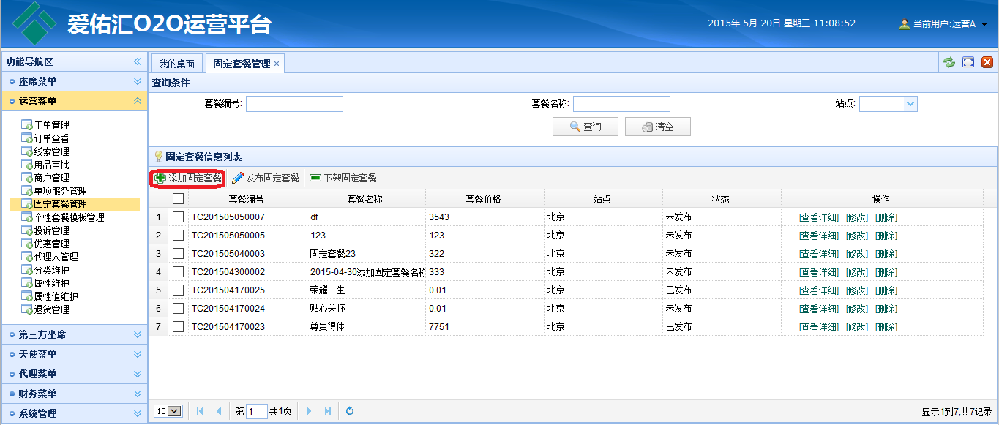 爱佑汇O2O运营平台
2015年 5月 20日 星期三 11:08:52
当前用户:运营A
功能导航区
座席菜单
运营菜单
工单管理
订单查看
线索管理
用品审批
商户管理
单项服务管理
固定套餐管理
个性套餐模板管理
投诉管理
优惠管理
代理人管理
分类维护
属性维护
属性值维护
退货管理
第三方坐席
天使菜单
代理菜单
财务菜单
系统管理
我的桌面 固定套餐管理
查询条件
套餐编号: 套餐名称: 站点:
查询 清空
固定套餐信息列表
添加固定套餐 发布固定套餐 下架固定套餐
套餐编号 套餐名称 套餐价格 站点 状态 操作
1 TC201505050007 df 3543 北京 未发布 [查看详细] [修改] [删除]
2 TC201505050005 123 123 北京 未发布 [查看详细] [修改] [删除]
3 TC201505040003 固定套餐23 322 北京 未发布 [查看详细] [修改] [删除]
4 TC201504300002 2015-04-30添加固定套餐名称 333 北京 未发布 [查看详细] [修改] [删除]
5 TC201504170025 荣耀一生 0.01 北京 已发布 [查看详细] [修改] [删除]
6 TC201504170024 贴心关怀 0.01 北京 未发布 [查看详细] [修改] [删除]
7 TC201504170023 尊贵得体 7751 北京 已发布 [查看详细] [修改] [删除]
10 第 1 共1页 显示1到7,共7记录